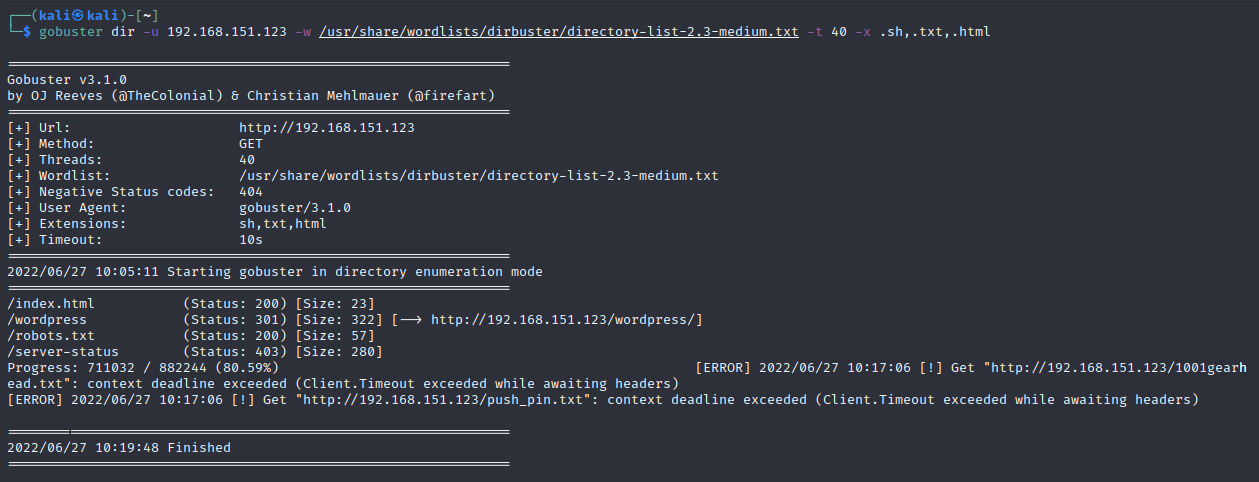 ┌──(kali㉿kali)-[~]
└─$ gobuster dir -u 192.168.151.123 -w /usr/share/wordlists/dirbuster/directory-list-2.3-medium.txt -t 40 -x .sh,.txt,.html
===============================================================
Gobuster v3.1.0
by OJ Reeves (@TheColonial) & Christian Mehlmauer (@firefart)
===============================================================
[+] Url:                     http://192.168.151.123
[+] Method:                  GET
[+] Threads:                 40
[+] Wordlist:                /usr/share/wordlists/dirbuster/directory-list-2.3-medium.txt
[+] Negative Status codes:   404
[+] User Agent:              gobuster/3.1.0
[+] Extensions:              sh,txt,html
[+] Timeout:                 10s
===============================================================
2022/06/27 10:05:11 Starting gobuster in directory enumeration mode
===============================================================
/index.html           (Status: 200) [Size: 23]
/wordpress            (Status: 301) [Size: 322] [--> http://192.168.151.123/wordpress/]
/robots.txt           (Status: 200) [Size: 57]
/server-status        (Status: 403) [Size: 280]
Progress: 711032 / 882244 (80.59%)                                                    [ERROR] 2022/06/27 10:17:06 [!] Get "http://192.168.151.123/1001gearh
ead.txt": context deadline exceeded (Client.Timeout exceeded while awaiting headers)
[ERROR] 2022/06/27 10:17:06 [!] Get "http://192.168.151.123/push_pin.txt": context deadline exceeded (Client.Timeout exceeded while awaiting headers)
===============================================================
2022/06/27 10:19:48 Finished
===============================================================